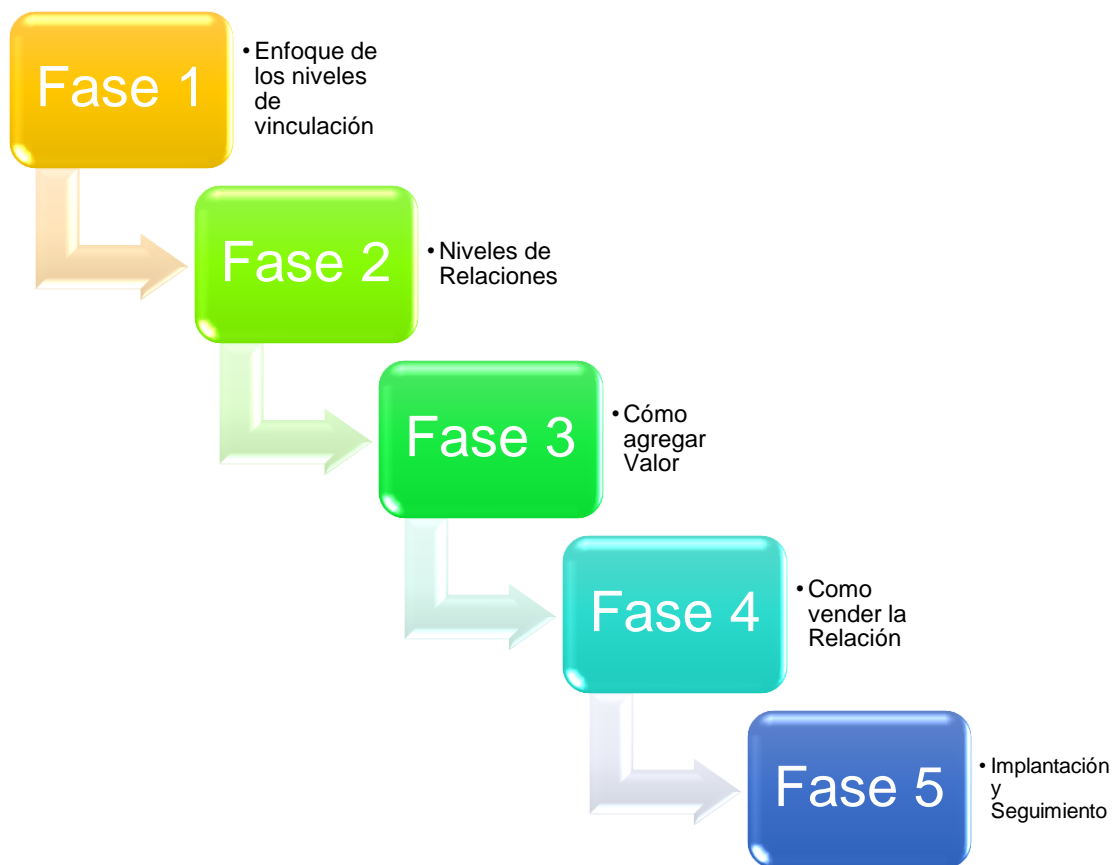 Fase 1
• Enfoque de
los niveles
de
vinculación
Fase 2
• Niveles de
Relaciones
Fase 3
• Cómo
agregar
Valor
Fase 4
• Como
vender la
Relación
Fase 5
• Implantación
y
Seguimiento